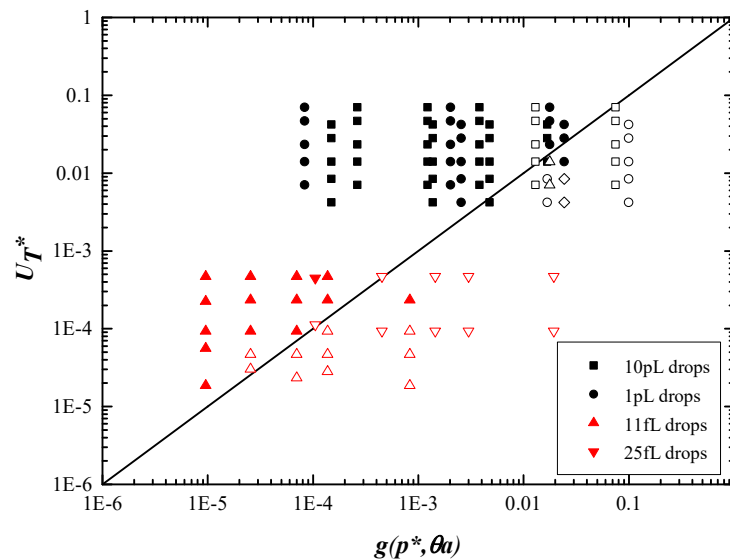 1
0.1
0.01
1E-3
1E-4
1E-5
1E-6
U_T*
1E-6 1E-5 1E-4 1E-3 0.01 0.1
g(p*,θa)
10pL drops
1pL drops
11fL drops
25fL drops